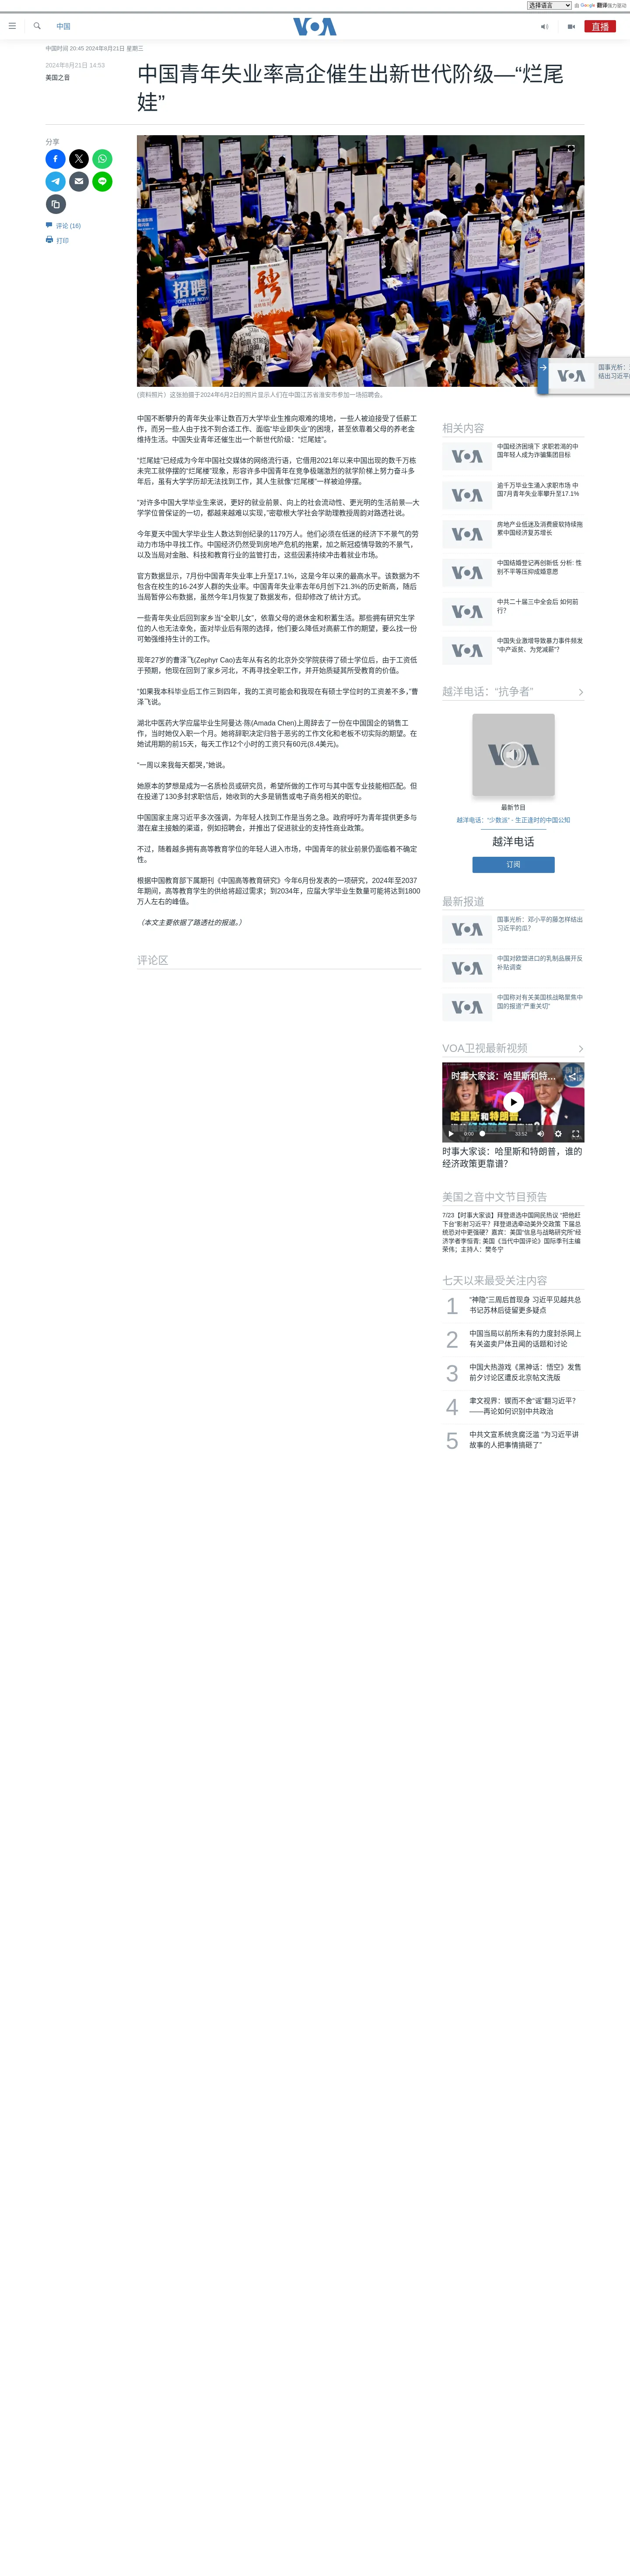 选择语言
由 Google 翻译强力驱动
中国
VOA
直播
中国时间 20:45 2024年8月21日 星期三
2024年8月21日 14:53
美国之音
中国青年失业率高企催生出新世代阶级—“烂尾
娃”
分享
评论 (16)
打印
招聘
聘
(资料照片）这张拍摄于2024年6月2日的照片显示人们在中国江苏省淮安市参加一场招聘会。
中国不断攀升的青年失业率让数百万大学毕业生推向艰难的境地，一些人被迫接受了低薪工
作，而另一些人由于找不到合适工作、面临“毕业即失业”的困境，甚至依靠着父母的养老金
维持生活。中国失业青年还催生出一个新世代阶级：“烂尾娃”。
“烂尾娃”已经成为今年中国社交媒体的网络流行语，它借用2021年以来中国出现的数千万栋
未完工就停摆的“烂尾楼”现象，形容许多中国青年在竞争极端激烈的就学阶梯上努力奋斗多
年后，虽有大学学历却无法找到工作，其人生就像“烂尾楼”一样被迫停摆。
“对许多中国大学毕业生来说，更好的就业前景、向上的社会流动性、更光明的生活前景—大
学学位曾保证的一切，都越来越难以实现，”密歇根大学社会学助理教授周韵对路透社说。
今年夏天中国大学毕业生人数达到创纪录的1179万人。他们必须在低迷的经济下不景气的劳
动力市场中寻找工作。中国经济仍然受到房地产危机的拖累，加之新冠疫情导致的不景气，
以及当局对金融、科技和教育行业的监管打击，这些因素持续冲击着就业市场。
官方数据显示，7月份中国青年失业率上升至17.1%，这是今年以来的最高水平。该数据为不
包含在校生的16-24岁人群的失业率。中国青年失业率去年6月创下21.3%的历史新高，随后
当局暂停公布数据，虽然今年1月恢复了数据发布，但却修改了统计方式。
一些青年失业后回到家乡当“全职儿女”，依靠父母的退休金和积蓄生活。那些拥有研究生学
位的人也无法幸免，面对毕业后有限的选择，他们要么降低对高薪工作的期望，要么找一份
可勉强维持生计的工作。
现年27岁的曹泽飞(Zephyr Cao)去年从有名的北京外交学院获得了硕士学位后，由于工资低
于预期，他现在回到了家乡河北，不再寻找全职工作，并开始质疑其所受教育的价值。
“如果我本科毕业后工作三到四年，我的工资可能会和我现在有硕士学位时的工资差不多，”曹
泽飞说。
湖北中医药大学应届毕业生阿曼达·陈(Amada Chen)上周辞去了一份在中国国企的销售工
作，当时她仅入职一个月。她将辞职决定归咎于恶劣的工作文化和老板不切实际的期望。在
她试用期的前15天，每天工作12个小时的工资只有60元(8.4美元)。
“一周以来我每天都哭，”她说。
她原本的梦想是成为一名质检员或研究员，希望所做的工作可与其中医专业技能相匹配。但
在投递了130多封求职信后，她收到的大多是销售或电子商务相关的职位。
中国国家主席习近平多次强调，为年轻人找到工作是当务之急。政府呼吁为青年提供更多与
潜在雇主接触的渠道，例如招聘会，并推出了促进就业的支持性商业政策。
不过，随着越多拥有高等教育学位的年轻人进入市场，中国青年的就业前景仍面临着不确定
性。
根据中国教育部下属期刊《中国高等教育研究》今年6月份发表的一项研究，2024年至2037
年期间，高等教育学生的供给将超过需求；到2034年，应届大学毕业生数量可能将达到1800
万人左右的峰值。
（本文主要依据了路透社的报道。）
评论区
VOA
国事光析：邓
结出习近平的
相关内容
VOA
中国经济困境下 求职若渴的中
国年轻人成为诈骗集团目标
VOA
逾千万毕业生涌入求职市场 中
国7月青年失业率攀升至17.1%
VOA
房地产业低迷及消费疲软持续拖
累中国经济复苏增长
VOA
中国结婚登记再创新低 分析: 性
别不平等压抑成婚意愿
VOA
中共二十届三中全会后 如何前
行?
VOA
中国失业激增导致暴力事件频发
“中产返贫、为党减薪”?
越洋电话：“抗争者”
VOA
最新节目
越洋电话：“少数派” - 生正逢时的中国公知
越洋电话
订阅
最新报道
VOA
国事光析：邓小平的藤怎样结出
习近平的瓜？
VOA
中国对欧盟进口的乳制品展开反
补贴调查
VOA
中国称对有关美国核战略聚焦中
国的报道“严重关切”
VOA卫视最新视频
时事大家谈：哈里斯和特…
哈里斯和特朗普,
0:00
33:52
时事大家谈：哈里斯和特朗普，谁的
经济政策更靠谱？
美国之音中文节目预告
7/23【时事大家谈】拜登退选中国网民热议 “把他赶
下台”影射习近平？拜登退选牵动美外交政策 下届总
统恐对中更强硬？嘉宾：美国“信息与战略研究所”经
济学者李恒青; 美国《当代中国评论》国际季刊主编
荣伟；主持人：樊冬宁
七天以来最受关注内容
1
“神隐”三周后首现身 习近平见越共总
书记苏林后徒留更多疑点
2
中国当局以前所未有的力度封杀网上
有关盗卖尸体丑闻的话题和讨论
3
中国大热游戏《黑神话：悟空》发售
前夕讨论区遭反北京帖文洗版
4
聿文视界：锲而不舍“谣”翻习近平？
——再论如何识别中共政治
5
中共文宣系统贪腐泛滥 “为习近平讲
故事的人把事情搞砸了”